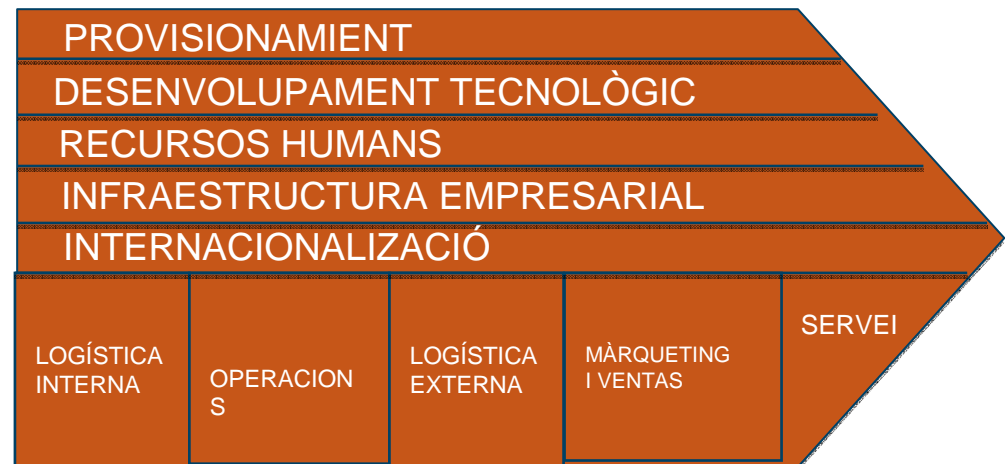 PROVISIONAMIENT
DESENVOLUPAMENT TECNOLÒGIC
RECURSOS HUMANS
INFRAESTRUCTURA EMPRESARIAL
INTERNACIONALIZACIÓ
LOGÍSTICA
INTERNA
OPERACION
S
LOGÍSTICA
EXTERNA
MÀRQUETING
I VENTAS
SERVEI